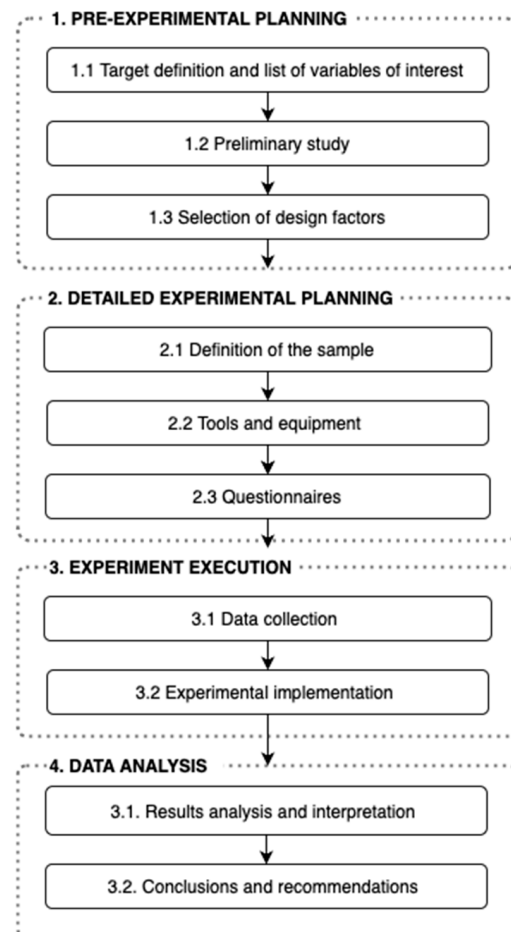 1. PRE-EXPERIMENTAL PLANNING
1.1 Target definition and list of variables of interest
1.2 Preliminary study
1.3 Selection of design factors
2. DETAILED EXPERIMENTAL PLANNING
2.1 Definition of the sample
2.2 Tools and equipment
2.3 Questionnaires
3. EXPERIMENT EXECUTION
3.1 Data collection
3.2 Experimental implementation
4. DATA ANALYSIS
3.1. Results analysis and interpretation
3.2. Conclusions and recommendations